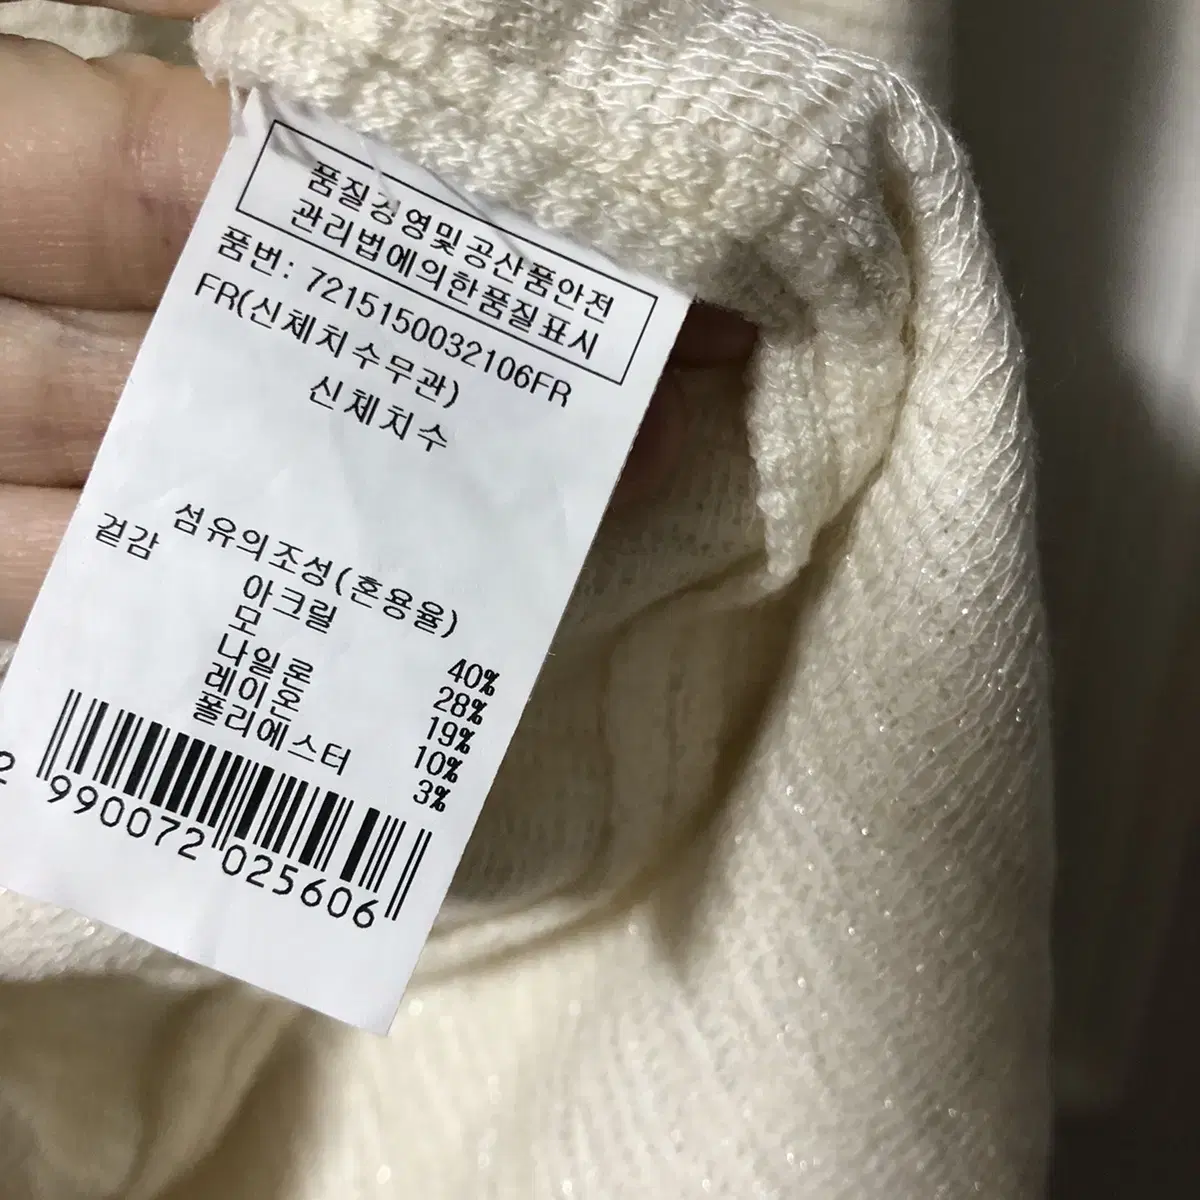 품질경영및공산품안전
관리법에의한품질표시
품번: 7215150032106FR
FR(신체치수무관)
신체치수
섬유의조성(혼용율)
겉감
아크릴 40%
모 28%
나일론 19%
레이온 10%
폴리에스터 3%
2 990072 025606